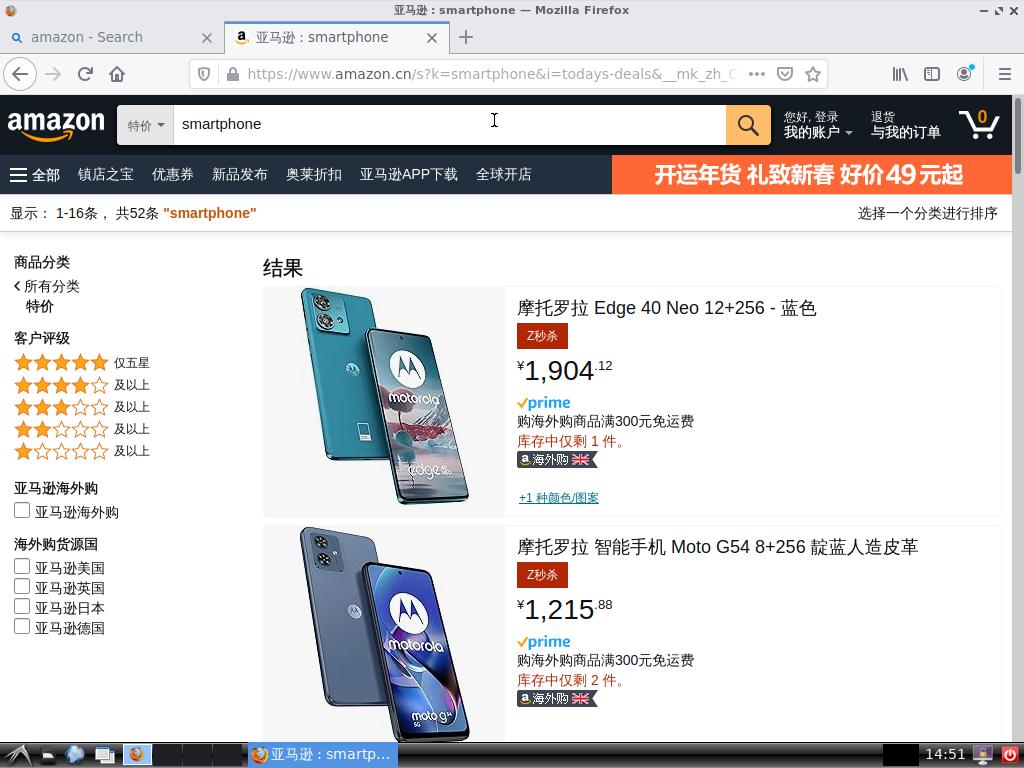 亚马逊 : smartphone — Mozilla Firefox
amazon - Search
亚马逊 : smartphone
https://www.amazon.cn/s?k=smartphone&i=todays-deals&__mk_zh_C
amazon
特价
smartphone
您好, 登录
我的账户
退货
与我的订单
0
全部
镇店之宝
优惠券
新品发布
奥莱折扣
亚马逊APP下载
全球开店
开运年货 礼致新春 好价49元起
显示： 1-16条， 共52条 "smartphone"
选择一个分类进行排序
商品分类
所有分类
特价
客户评级
仅五星
及以上
及以上
及以上
及以上
亚马逊海外购
亚马逊海外购
海外购货源国
亚马逊美国
亚马逊英国
亚马逊日本
亚马逊德国
结果
motorola
edge
摩托罗拉 Edge 40 Neo 12+256 - 蓝色
Z秒杀
¥1,904.12
prime
购海外购商品满300元免运费
库存中仅剩 1 件。
a 海外购
+1 种颜色/图案
motorola
moto g54
5G
摩托罗拉 智能手机 Moto G54 8+256 靛蓝人造皮革
Z秒杀
¥1,215.88
prime
购海外购商品满300元免运费
库存中仅剩 2 件。
a 海外购
亚马逊 : smartp...
14:51